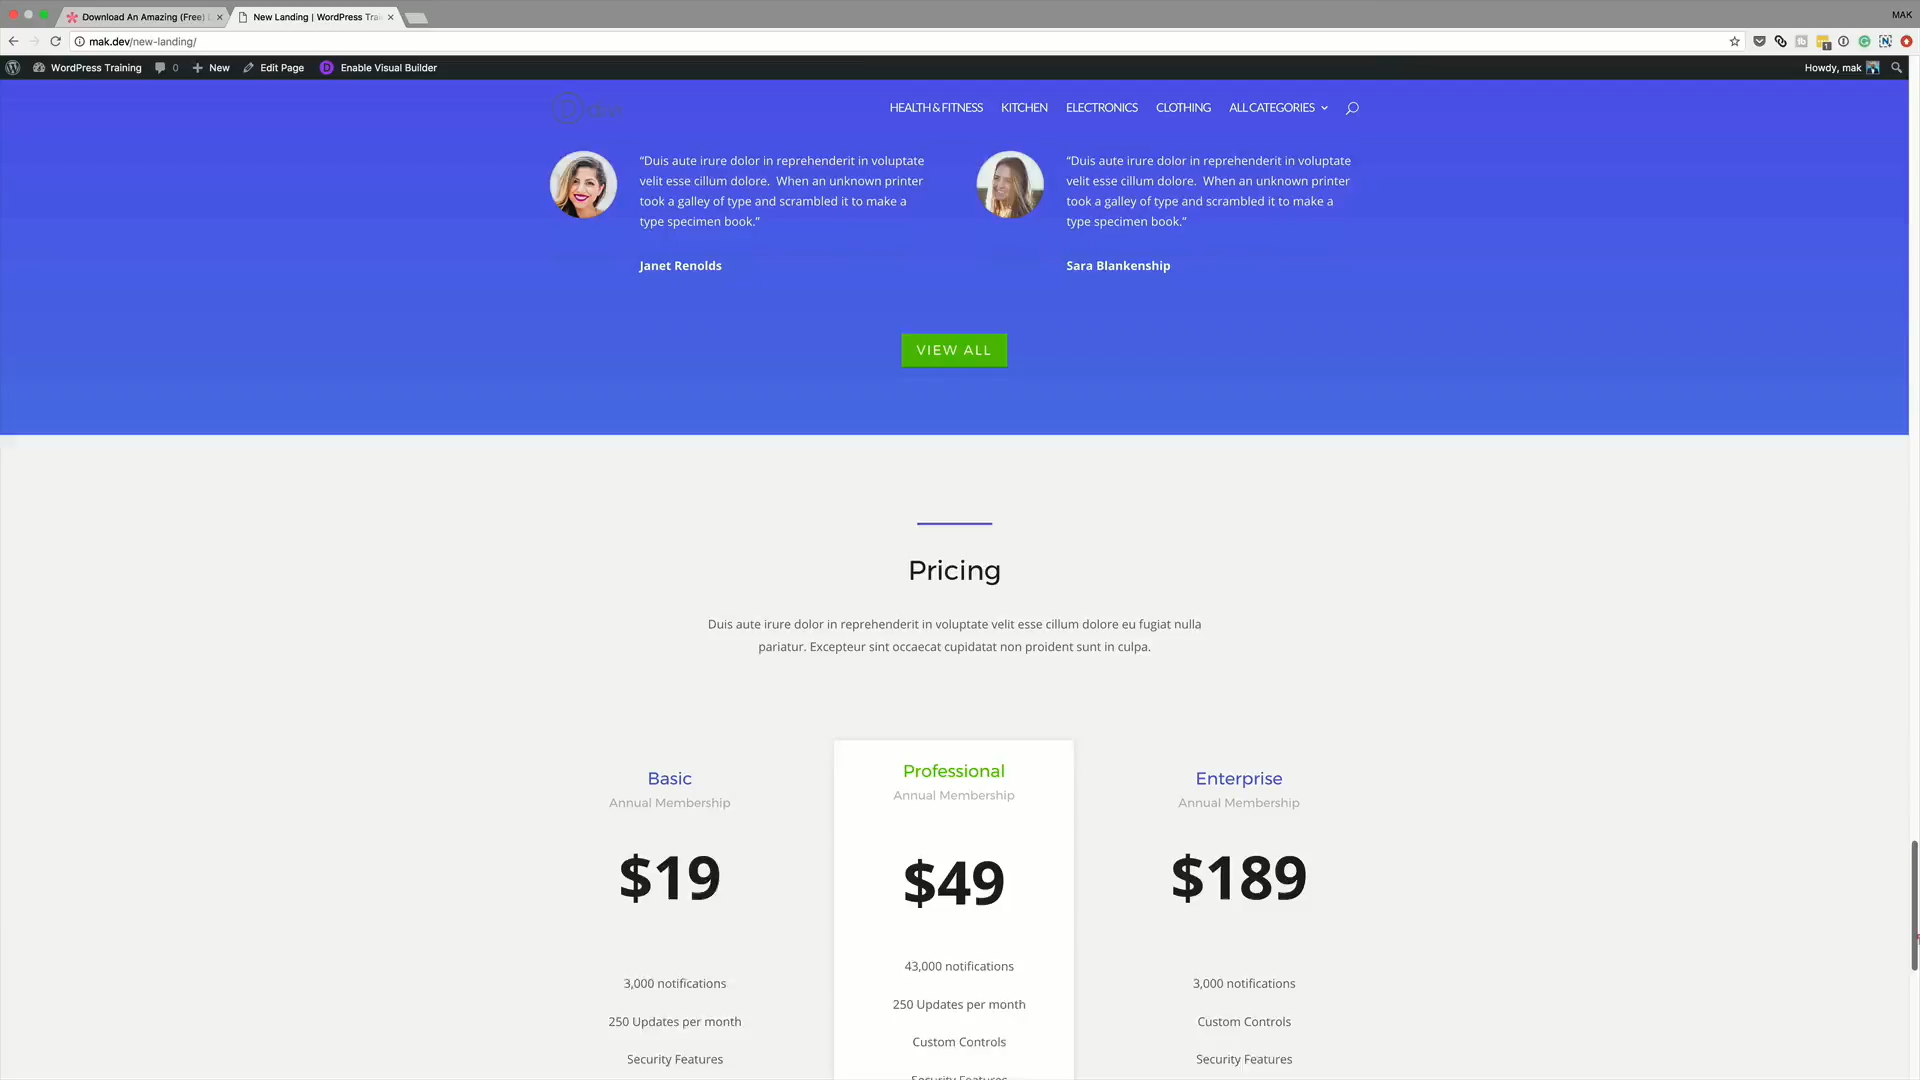 MAK
Download An Amazing (Free)
New Landing | WordPress Trai
mak.dev/new-landing/
WordPress Training
0
New
Edit Page
Enable Visual Builder
Howdy, mak
HEALTH & FITNESS
KITCHEN
ELECTRONICS
CLOTHING
ALL CATEGORIES
“Duis aute irure dolor in reprehenderit in voluptate
velit esse cillum dolore.  When an unknown printer
took a galley of type and scrambled it to make a
type specimen book.”
Janet Renolds
“Duis aute irure dolor in reprehenderit in voluptate
velit esse cillum dolore.  When an unknown printer
took a galley of type and scrambled it to make a
type specimen book.”
Sara Blankenship
VIEW ALL
Pricing
Duis aute irure dolor in reprehenderit in voluptate velit esse cillum dolore eu fugiat nulla
pariatur. Excepteur sint occaecat cupidatat non proident sunt in culpa.
Basic
Annual Membership
$19
3,000 notifications
250 Updates per month
Security Features
Professional
Annual Membership
$49
43,000 notifications
250 Updates per month
Custom Controls
Security Features
Enterprise
Annual Membership
$189
3,000 notifications
Custom Controls
Security Features